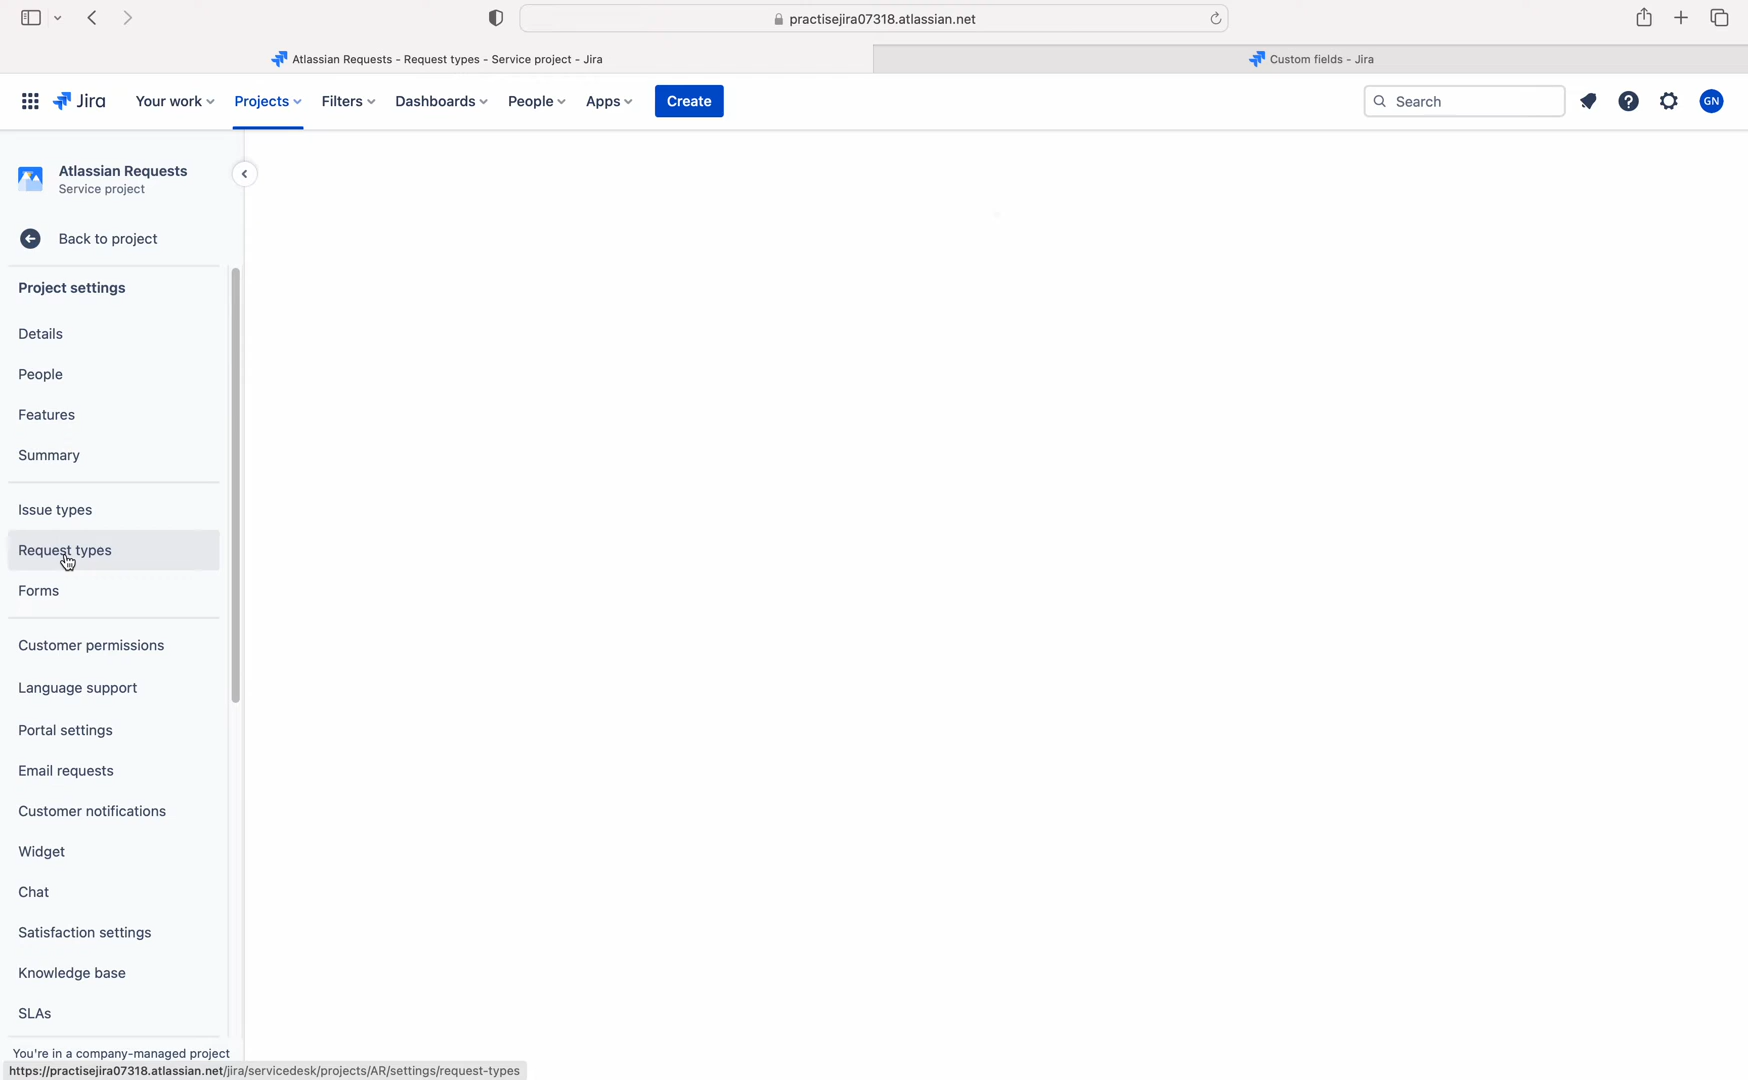 practisejira07318.atlassian.net
Atlassian Requests - Request types - Service project - Jira
Custom fields - Jira
Jira
Your work
Projects
Filters
Dashboards
People
Apps
Create
Search
GN
Atlassian Requests
Service project
Back to project
Project settings
Details
People
Features
Summary
Issue types
Request types
Forms
Customer permissions
Language support
Portal settings
Email requests
Customer notifications
Widget
Chat
Satisfaction settings
Knowledge base
SLAs
You're in a company-managed project
https://practisejira07318.atlassian.net/jira/servicedesk/projects/AR/settings/request-types